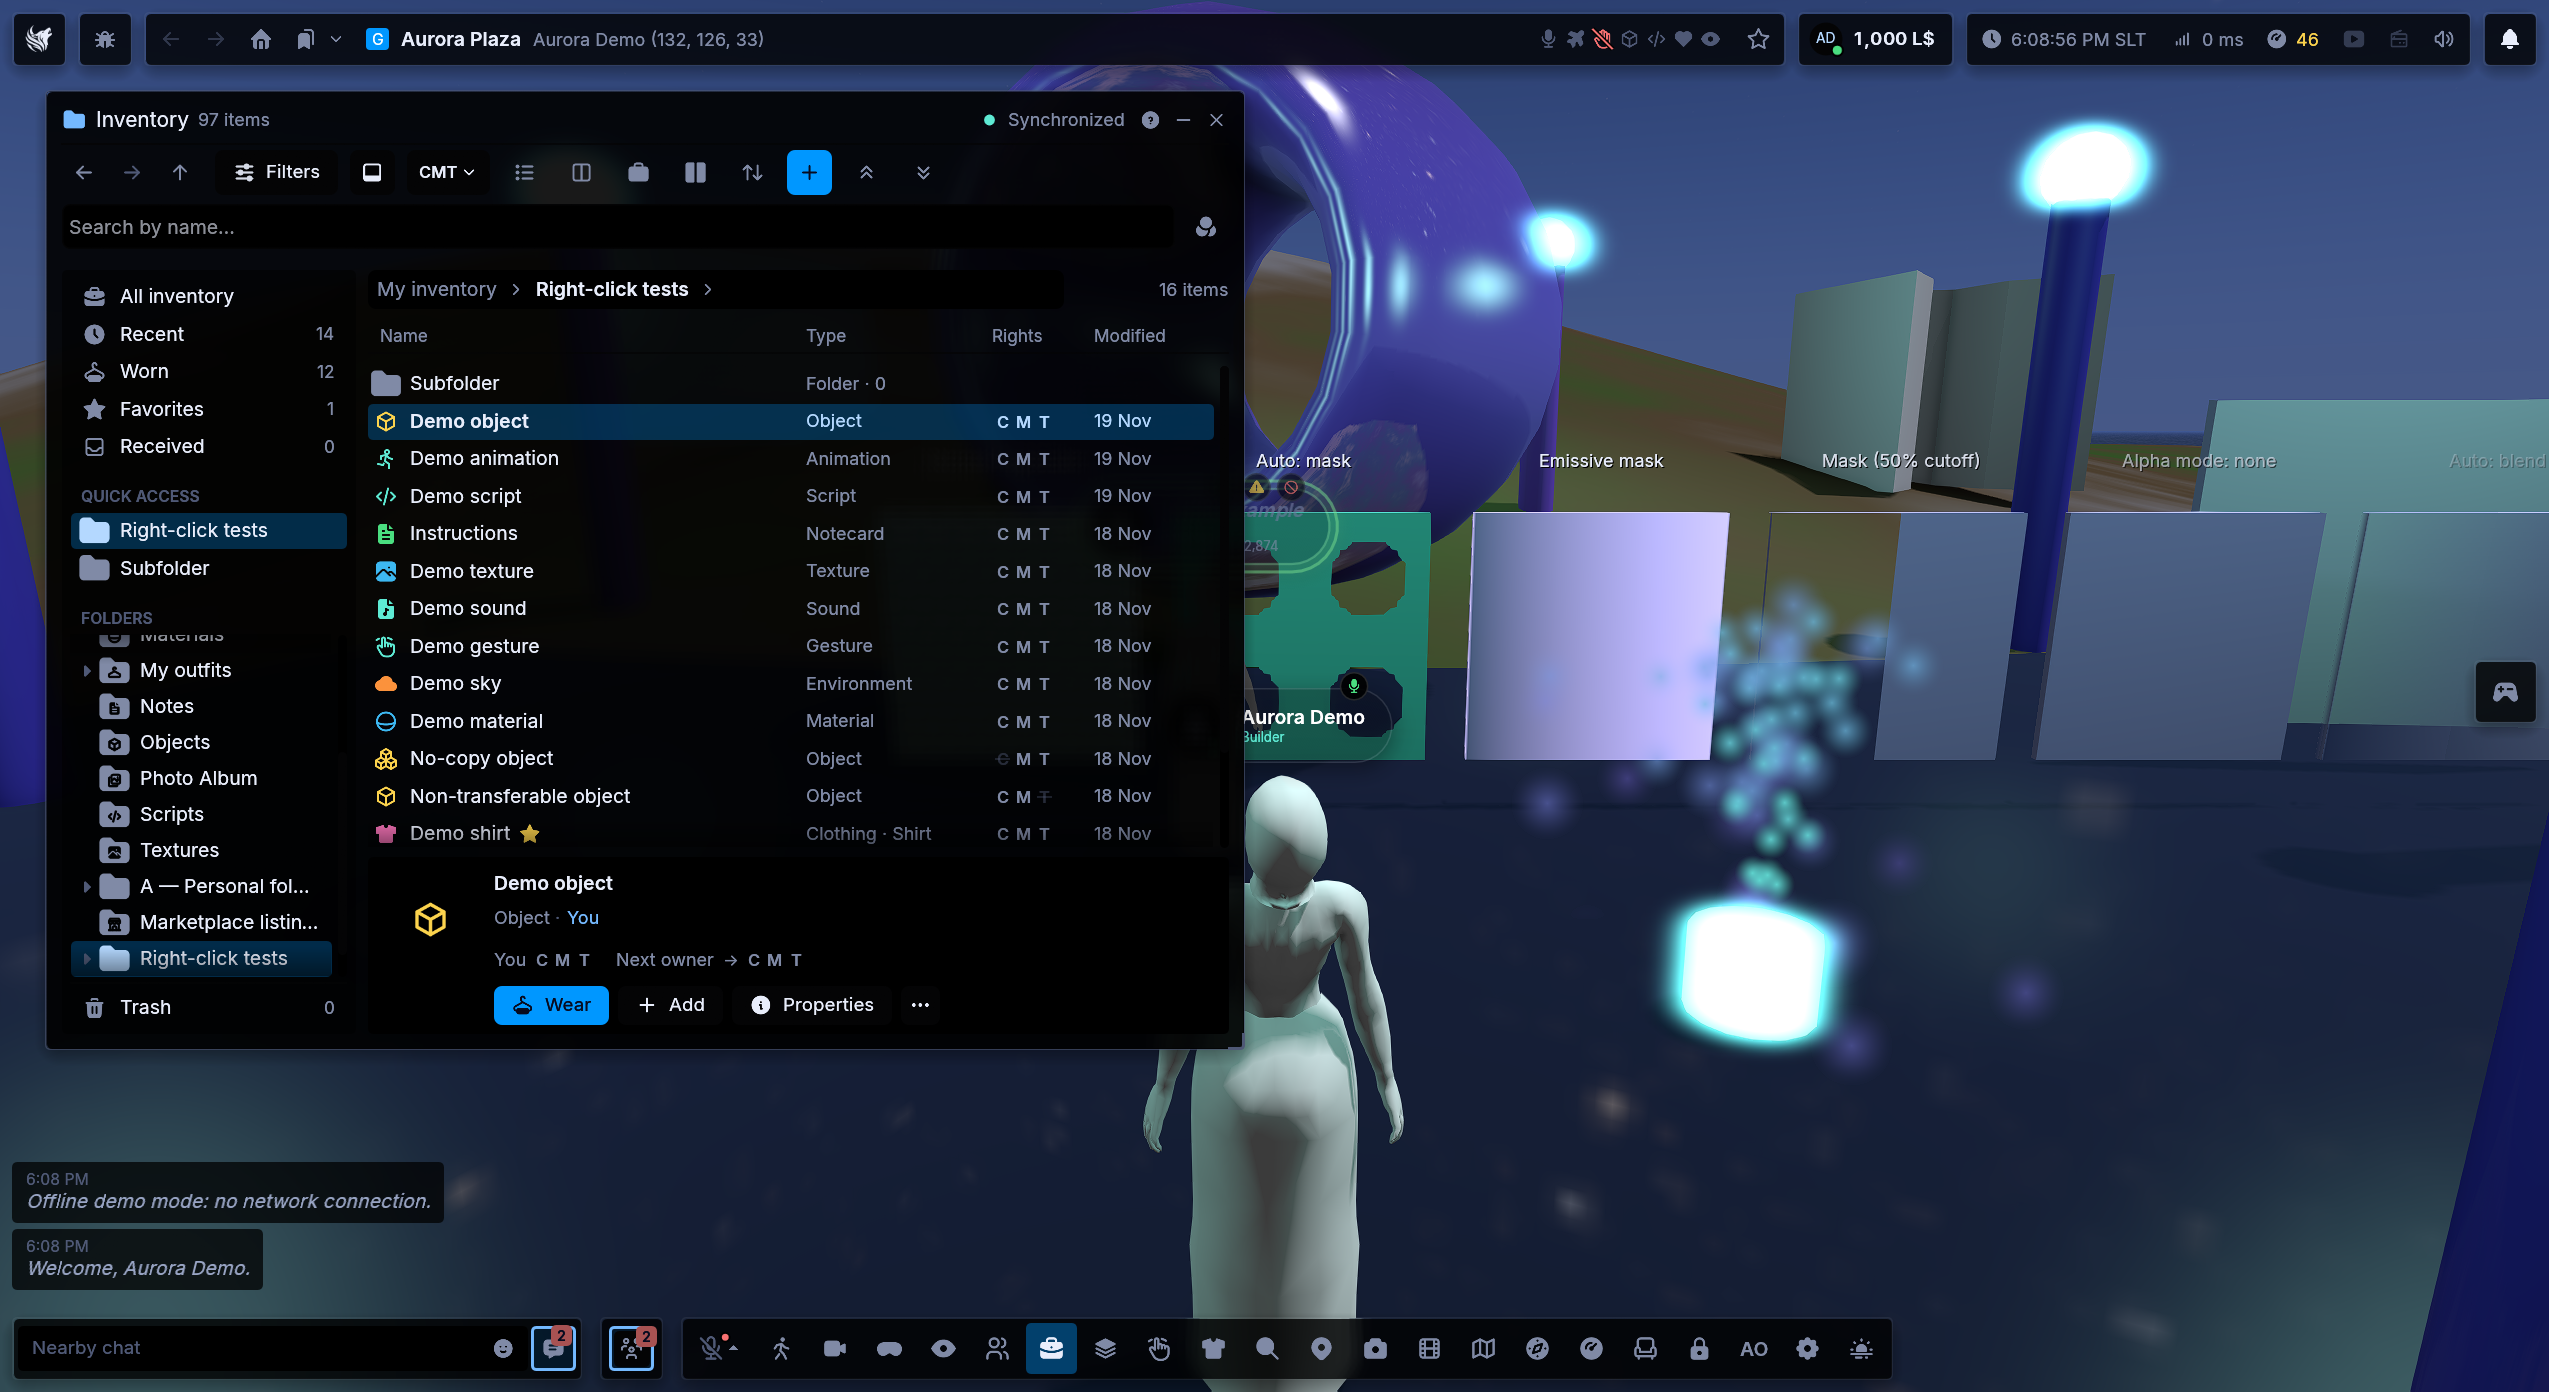 G Aurora Plaza Aurora Demo (132, 126, 33)
AD 1,000 L$
6:08:56 PM SLT 0 ms 46
Inventory 97 items
Synchronized
Filters
CMT
Search by name...
All inventory
Recent 14
Worn 12
Favorites 1
Received 0
QUICK ACCESS
Right-click tests
Subfolder
FOLDERS
Materials
My outfits
Notes
Objects
Photo Album
Scripts
Textures
A — Personal fol...
Marketplace listin...
Right-click tests
Trash 0
My inventory > Right-click tests >
16 items
Name Type Rights Modified
Subfolder Folder · 0
Demo object Object C M T 19 Nov
Demo animation Animation C M T 19 Nov
Demo script Script C M T 19 Nov
Instructions Notecard C M T 18 Nov
Demo texture Texture C M T 18 Nov
Demo sound Sound C M T 18 Nov
Demo gesture Gesture C M T 18 Nov
Demo sky Environment C M T 18 Nov
Demo material Material C M T 18 Nov
No-copy object Object C M T 18 Nov
Non-transferable object Object C M T 18 Nov
Demo shirt Clothing · Shirt C M T 18 Nov
Demo object
Object · You
You C M T Next owner → C M T
Wear
Add
Properties
Auto: mask
Emissive mask
Mask (50% cutoff)
Alpha mode: none
Auto: blend
2,874
Aurora Demo
Builder
6:08 PM
Offline demo mode: no network connection.
6:08 PM
Welcome, Aurora Demo.
Nearby chat
2
2
AO